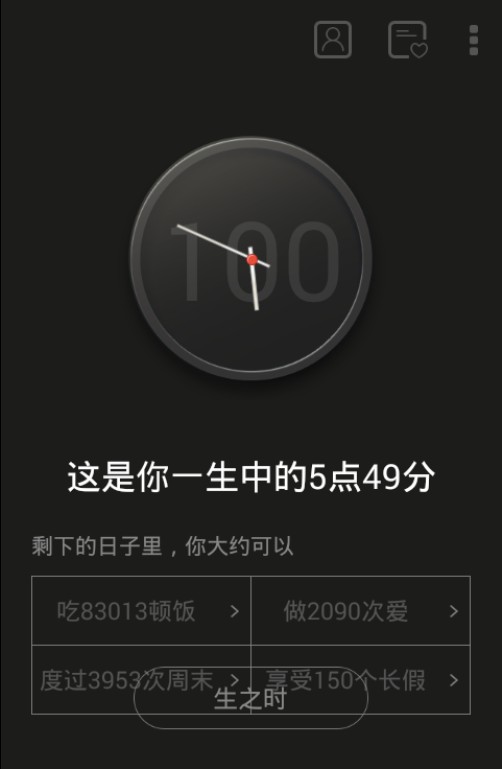 100
这是你一生中的5点49分
剩下的日子里，你大约可以
吃83013顿饭
做2090次爱
度过3953次周末
享受150个长假
生之时